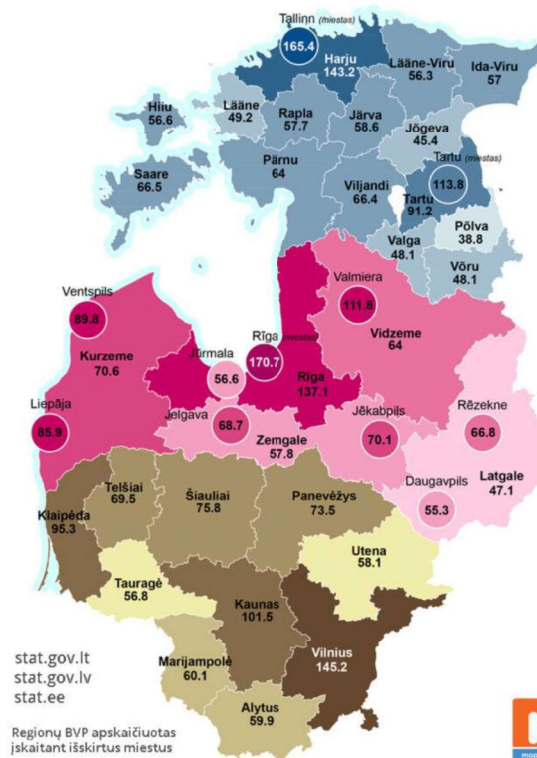 Tallinn (miestas)
165.4
Harju
143.2
Lääne-Viru
56.3
Ida-Viru
57
Hiiu
56.6
Lääne
49.2
Rapla
57.7
Järva
58.6
Jõgeva
45.4
Tartu (miestas)
113.8
Saare
66.5
Pärnu
64
Viljandi
66.4
Tartu
91.2
Põlva
38.8
Valga
48.1
Võru
48.1
Ventspils
89.8
Valmiera
111.8
Kurzeme
70.6
Jūrmala
56.6
Rīga (miestas)
170.7
Vidzeme
64
Rīga
137.1
Liepāja
85.9
Jelgava
68.7
Zemgale
57.8
Jēkabpils
70.1
Rēzekne
66.8
Latgale
47.1
Daugavpils
55.3
Telšiai
69.5
Šiauliai
75.8
Panevėžys
73.5
Klaipėda
95.3
Utena
58.1
Tauragė
56.8
Kaunas
101.5
Vilnius
145.2
Marijampolė
60.1
Alytus
59.9
stat.gov.lt
stat.gov.lv
stat.ee
Regionų BVP apskaičiuotas
įskaitant išskirtus miestus